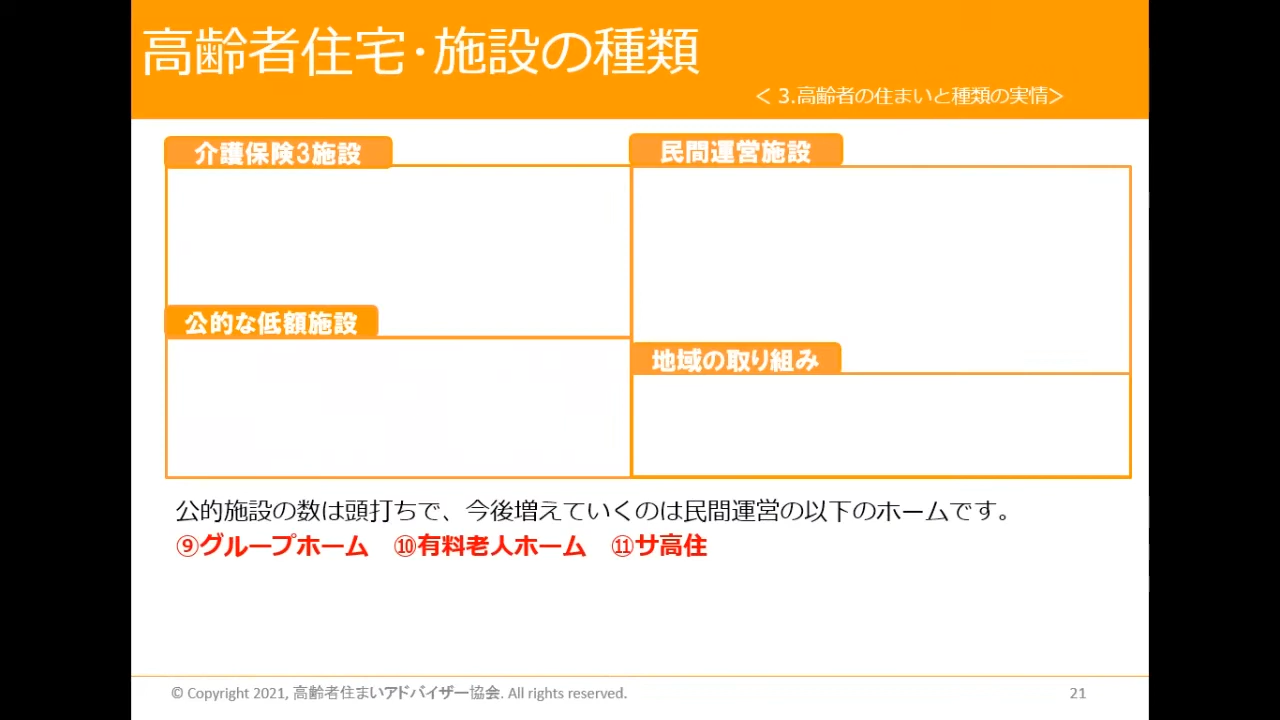 高齢者住宅・施設の種類
＜ 3.高齢者の住まいと種類の実情＞
介護保険3施設
民間運営施設
公的な低額施設
地域の取り組み
公的施設の数は頭打ちで、今後増えていくのは民間運営の以下のホームです。
⑨グループホーム　⑩有料老人ホーム　⑪サ高住
© Copyright 2021, 高齢者住まいアドバイザー協会. All rights reserved.
21